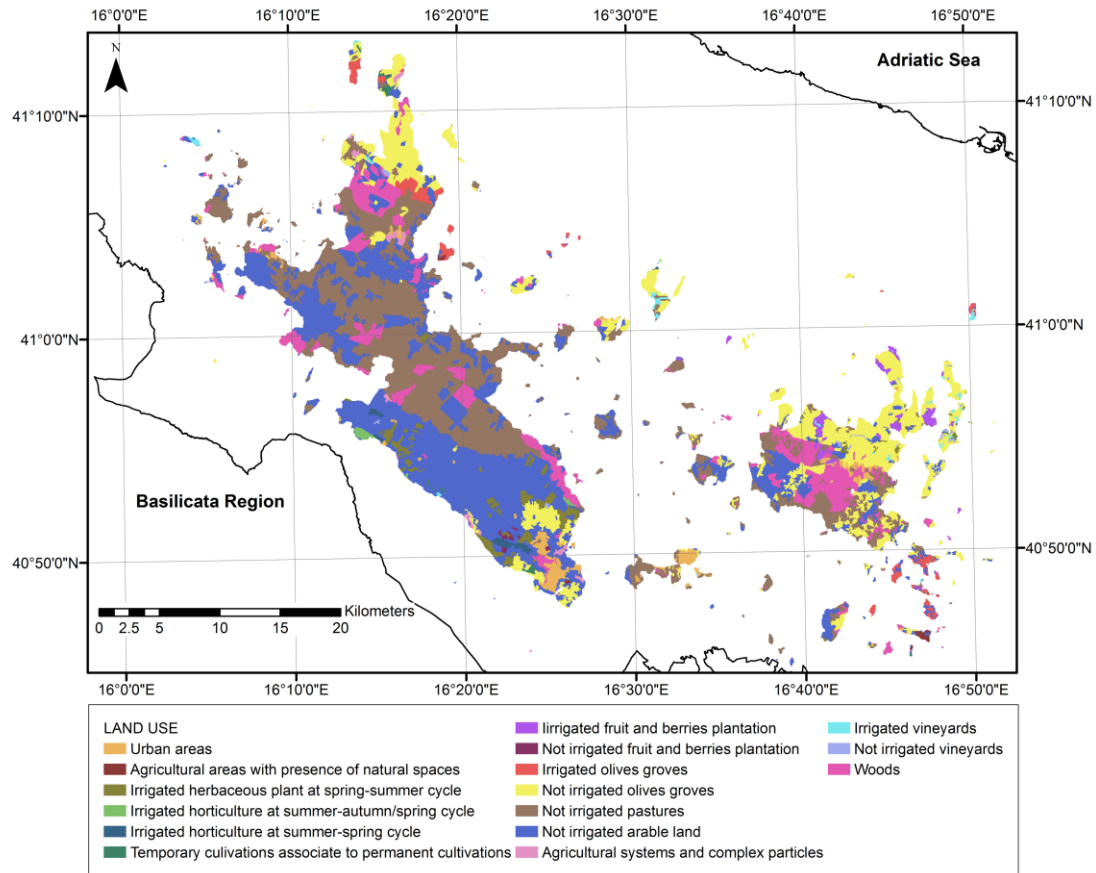 16°0'0"E 16°10'0"E 16°20'0"E 16°30'0"E 16°40'0"E 16°50'0"E
N
Adriatic Sea
41°10'0"N 41°10'0"N
41°0'0"N 41°0'0"N
Basilicata Region
40°50'0"N 40°50'0"N
Kilometers
0 2.5 5 10 15 20
16°0'0"E 16°10'0"E 16°20'0"E 16°30'0"E 16°40'0"E 16°50'0"E
LAND USE
Urban areas
Agricultural areas with presence of natural spaces
Irrigated herbaceous plant at spring-summer cycle
Irrigated horticulture at summer-autumn/spring cycle
Irrigated horticulture at summer-spring cycle
Temporary culivations associate to permanent cultivations
Iirrigated fruit and berries plantation
Not irrigated fruit and berries plantation
Irrigated olives groves
Not irrigated olives groves
Not irrigated pastures
Not irrigated arable land
Agricultural systems and complex particles
Irrigated vineyards
Not irrigated vineyards
Woods